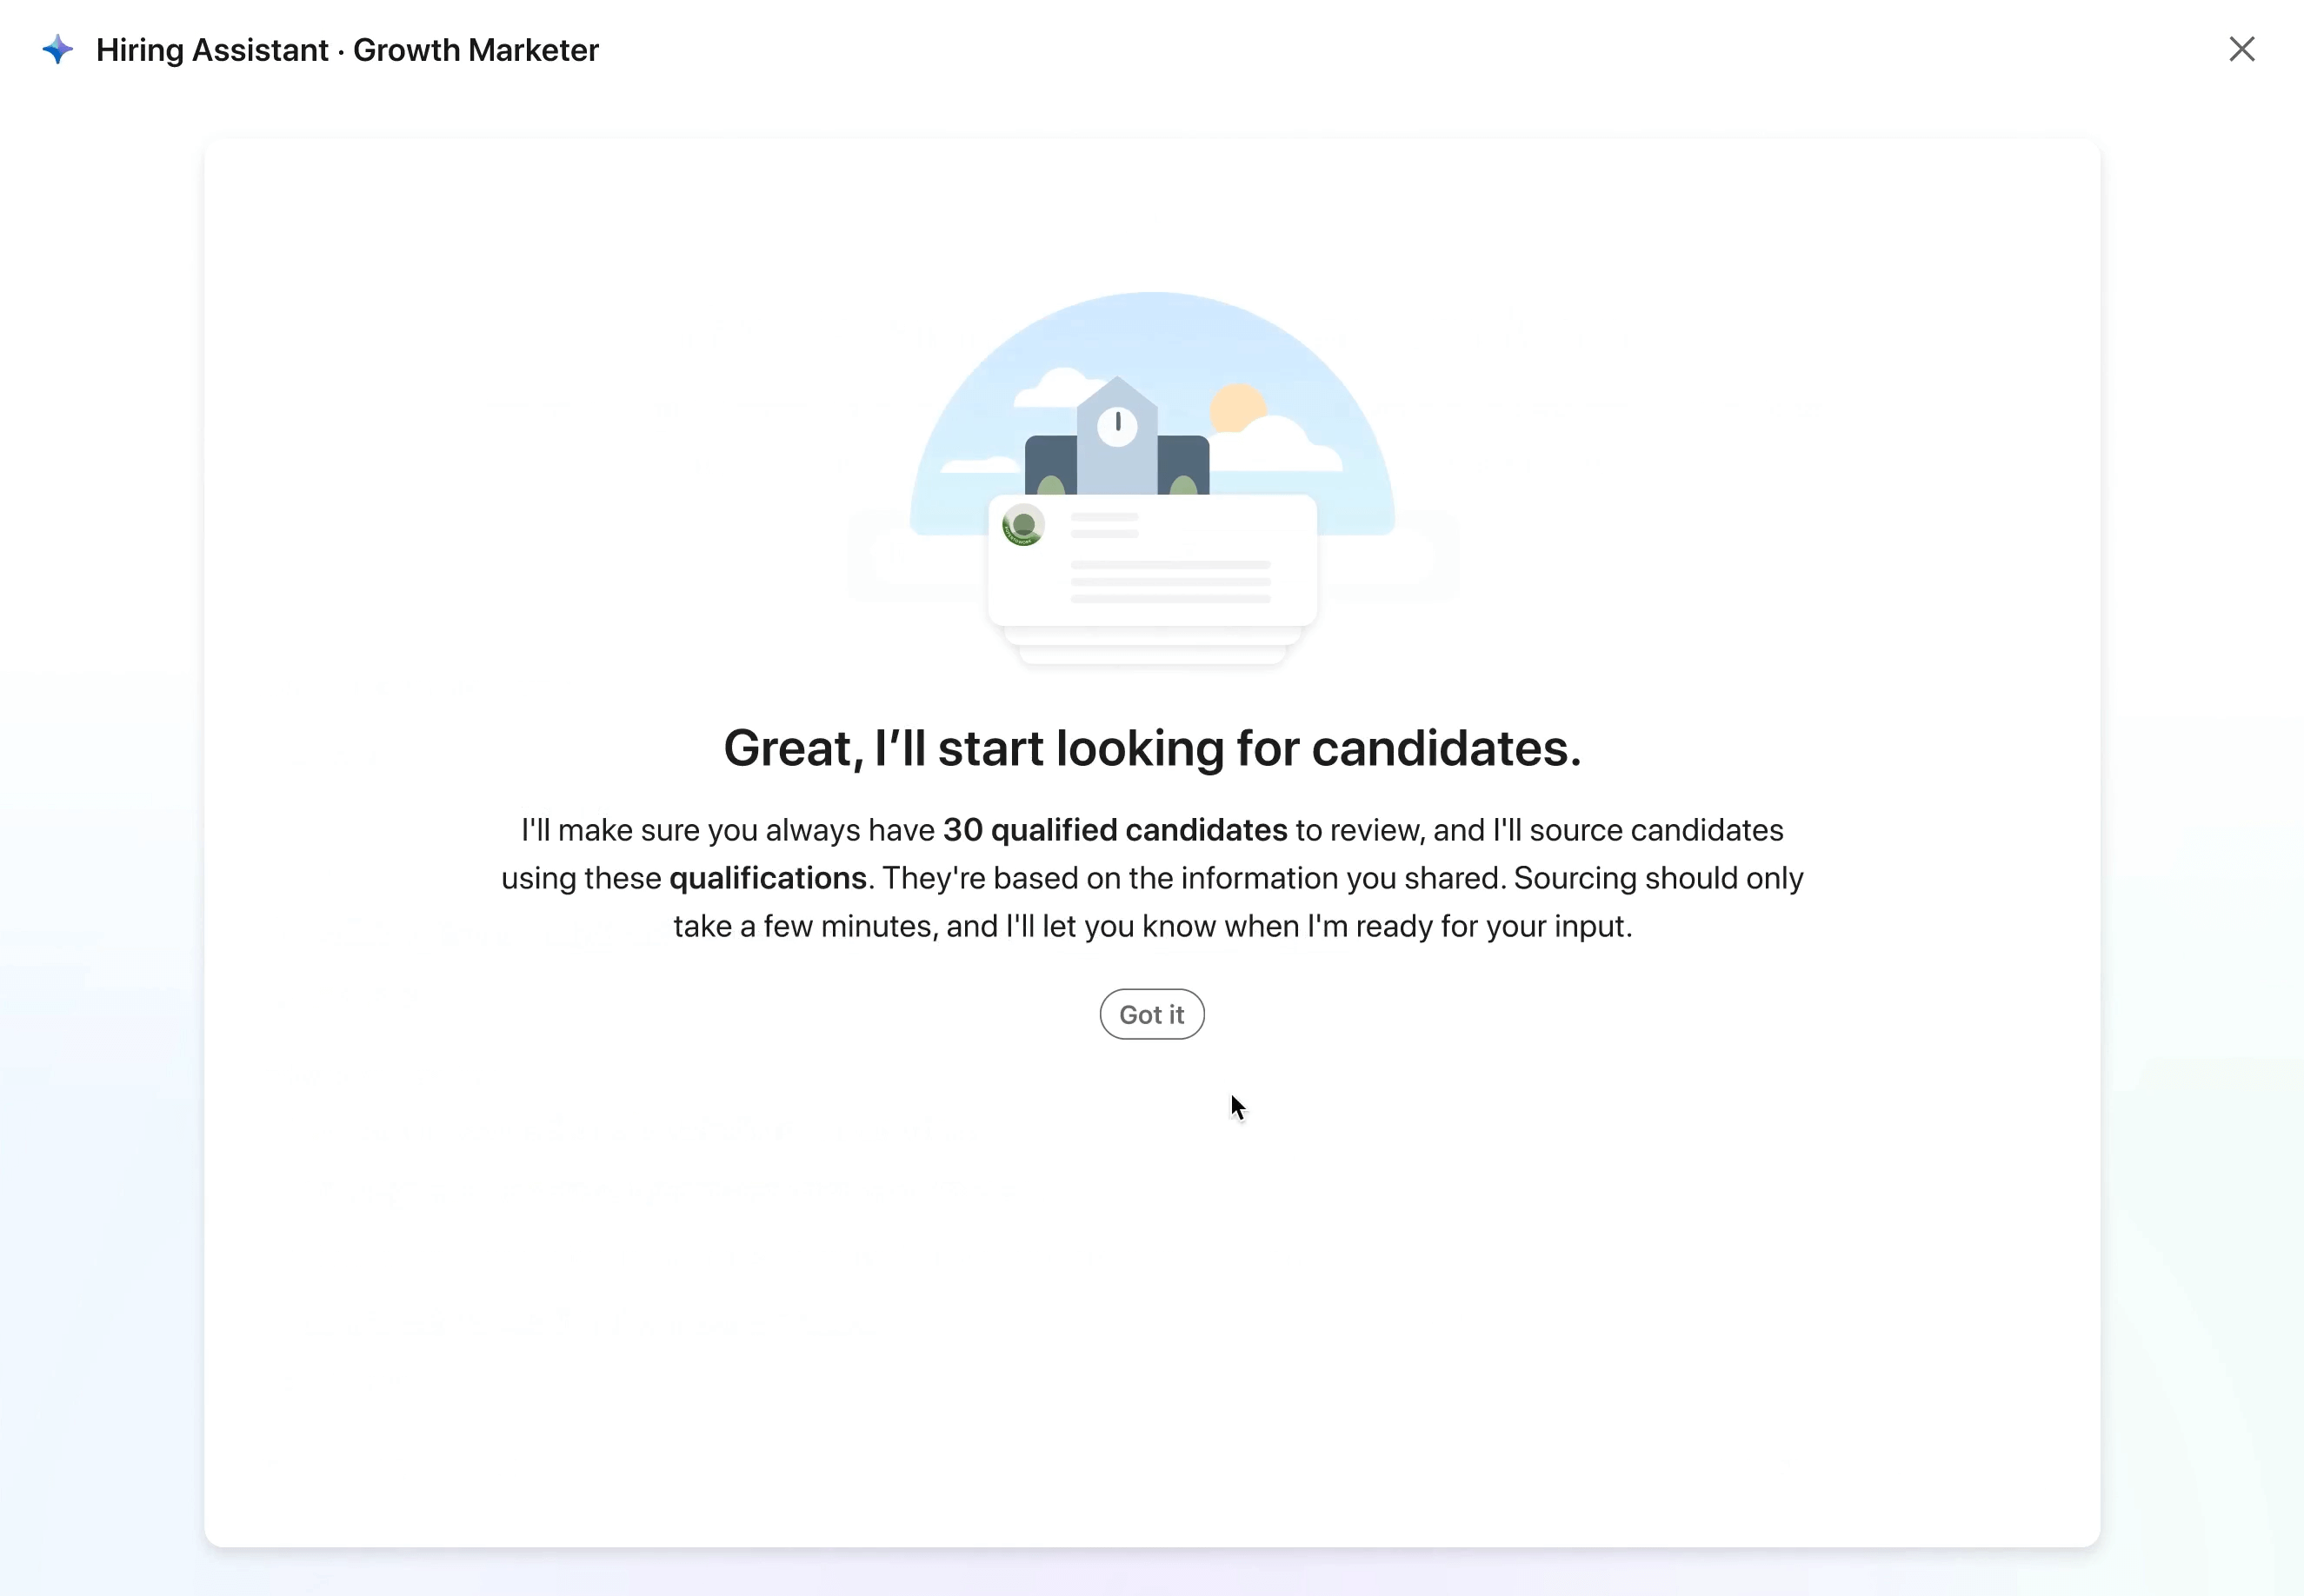 Hiring Assistant · Growth Marketer
Great, I’ll start looking for candidates.
I'll make sure you always have 30 qualified candidates to review, and I'll source candidates
using these qualifications. They're based on the information you shared. Sourcing should only
take a few minutes, and I'll let you know when I'm ready for your input.
Got it